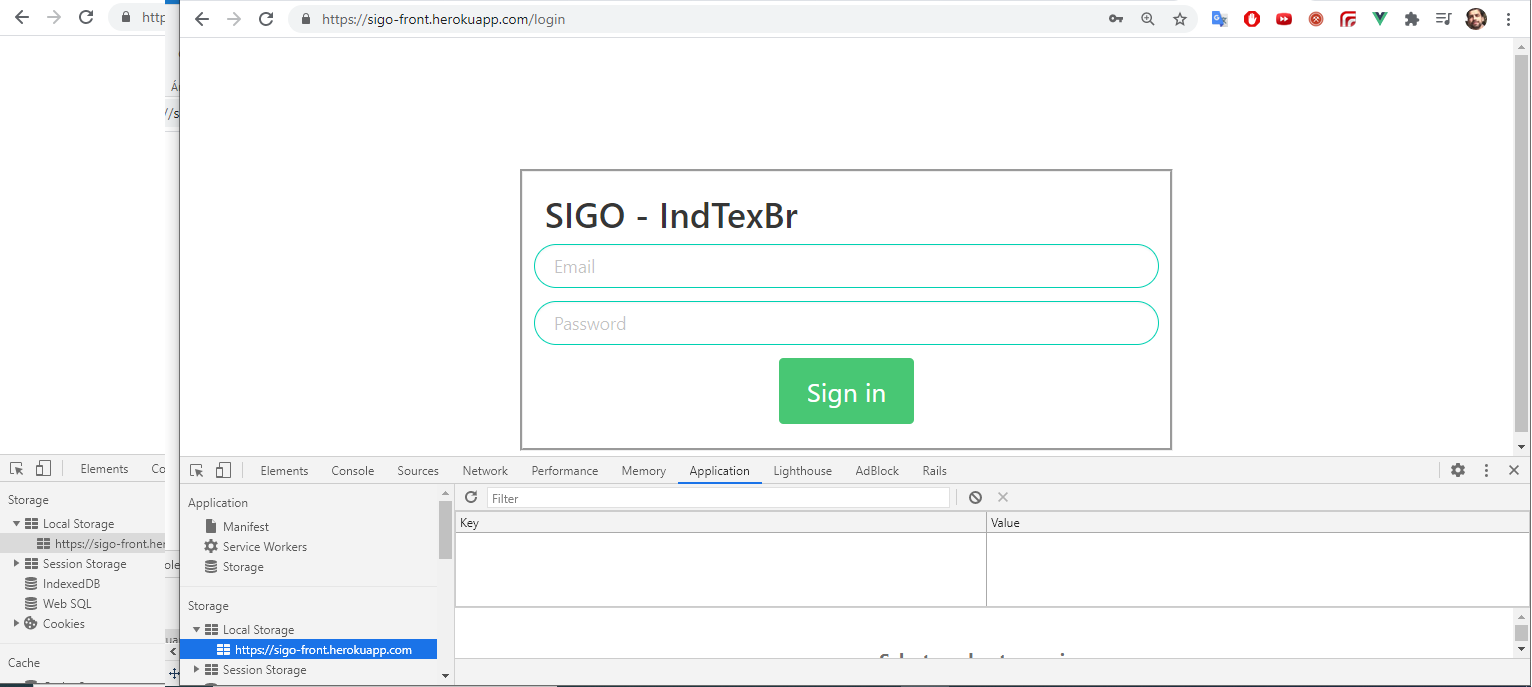 https://sigo-front.herokuapp.com/login
SIGO - IndTexBr
Email
Password
Sign in
Elements Console Sources Network Performance Memory Application Lighthouse AdBlock Rails
Application
Manifest
Service Workers
Storage
Storage
Local Storage
https://sigo-front.herokuapp.com
Session Storage
Filter
Key Value
http
Á
//s
Elements Co
Storage
Local Storage
https://sigo-front.her
Session Storage
IndexedDB
Web SQL
Cookies
Cache
ole